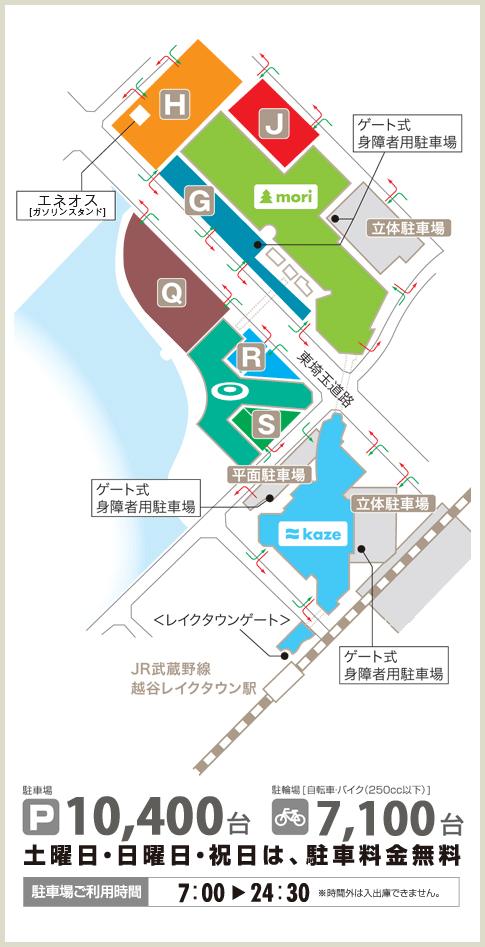 H
J
ゲート式
身障者用駐車場
エネオス
[ガソリンスタンド]
G
mori
立体駐車場
Q
R
東埼玉道路
S
平面駐車場
ゲート式
身障者用駐車場
立体駐車場
kaze
＜レイクタウンゲート＞
ゲート式
身障者用駐車場
JR武蔵野線
越谷レイクタウン駅
駐車場
P 10,400台
駐輪場 [自転車・バイク(250cc以下)]
7,100台
土曜日・日曜日・祝日は、駐車料金無料
駐車場ご利用時間 7:00▶24:30 ※時間外は入出庫できません。